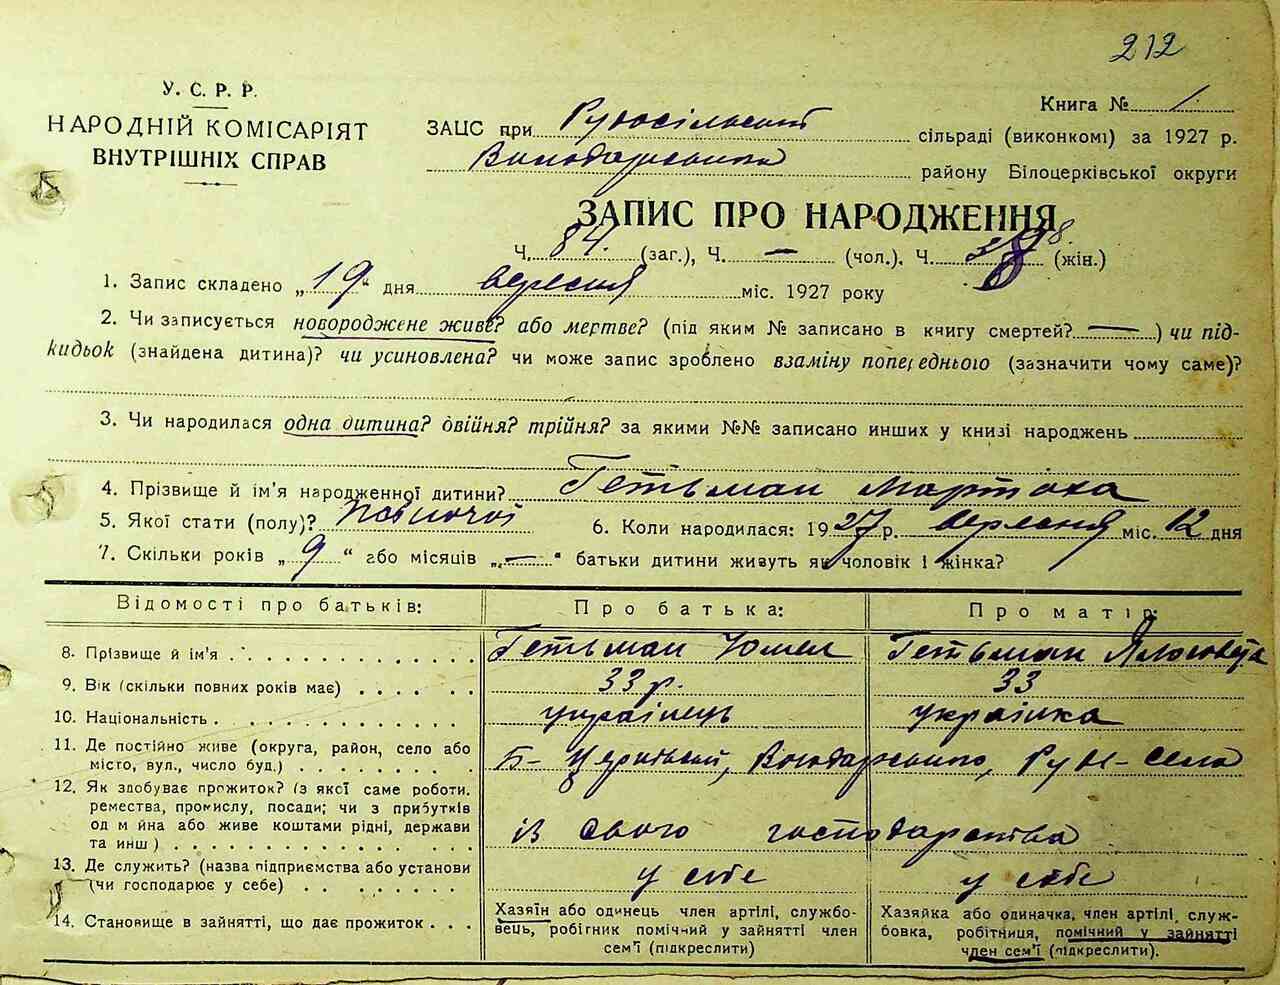 212
У. С. Р. Р.
НАРОДНІЙ КОМІСАРІЯТ
ВНУТРІШНІХ СПРАВ
Книга № 1
ЗАЦС при сільраді (виконкомі) за 1927 р.
Володарського району Білоцерківської округи
ЗАПИС ПРО НАРОДЖЕННЯ
Ч. 84. (заг.), Ч. — (чол.), Ч. 38. (жін.)
1. Запис складено „19" дня вересня міс. 1927 року
2. Чи записується новороджене живе? або мертве? (під яким № записано в книгу смертей? —) чи під-
кидьок (знайдена дитина)? чи усиновлена? чи може запис зроблено взаміну попереднього (зазначити чому саме)?
3. Чи народилася одна дитина? двійня? трійня? за якими №№ записано инших у книзі народжень
4. Прізвище й ім'я народженної дитини? Гетьман
5. Якої стати (полу)? жіночої 6. Коли народилася: 1927 р. вересня міс. 12 дня
7. Скільки років „9" або місяців „—" батьки дитини живуть як чоловік і жінка?
Відомості про батьків: Про батька: Про матір:
8. Прізвище й ім'я Гетьман Гетьман
9. Вік (скільки повних років має) 33 р. 33
10. Національність українець українка
11. Де постійно живе (округа, район, село або
місто, вул., число буд.) Б-Церківськ, Володарського, Рун-села
12. Як здобуває прожиток? (з якої саме роботи.
ремества, промислу, посади; чи з прибутків
од майна або живе коштами рідні, держави
та инш) із свого господарства
13. Де служить? (назва підприємства або установи
(чи господарює у себе) у себе у себе
14. Становище в зайнятті, що дає прожиток
Хазяїн або одинець член артілі, службо-
вець, робітник помічний у зайнятті член
сем'ї (підкреслити)
Хазяйка або одиначка, член артілі, служ-
бовка, робітниця, помічний у зайнятті
член сем'ї (підкреслити).